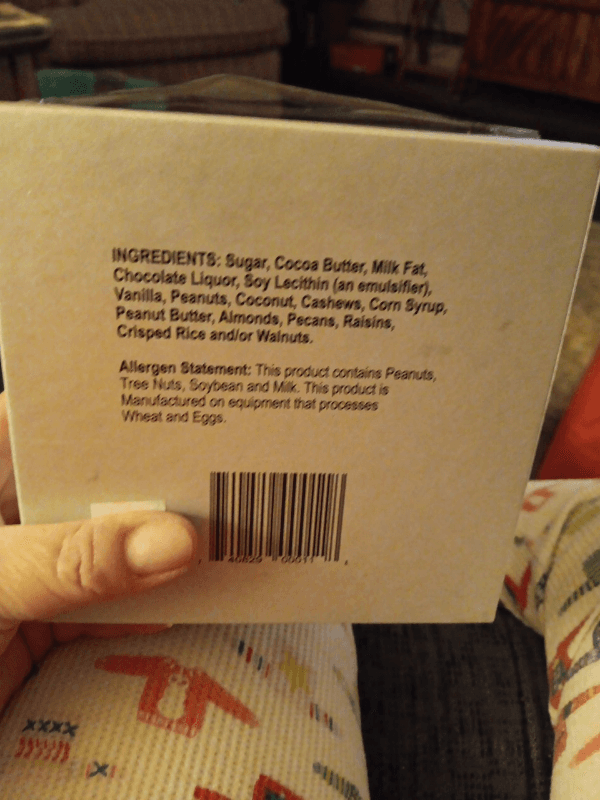 INGREDIENTS: Sugar, Cocoa Butter, Milk Fat,
Chocolate Liquor, Soy Lecithin (an emulsifier),
Vanilla, Peanuts, Coconut, Cashews, Corn Syrup,
Peanut Butter, Almonds, Pecans, Raisins,
Crisped Rice and/or Walnuts.
Allergen Statement: This product contains Peanuts,
Tree Nuts, Soybean and Milk. This product is
Manufactured on equipment that processes
Wheat and Eggs.